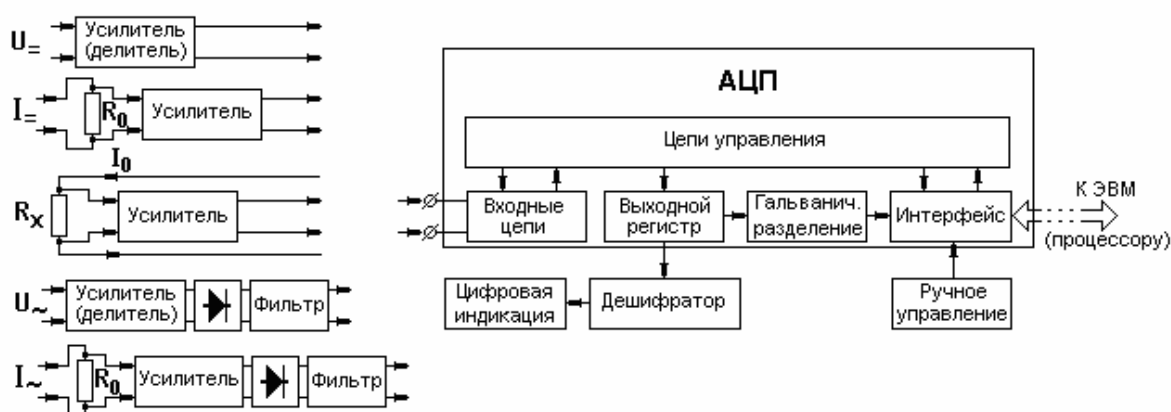 U=
Усилитель
(делитель)
I=
R0
Усилитель
I0
Rx
Усилитель
U~
Усилитель
(делитель)
Фильтр
I~
R0
Усилитель
Фильтр
АЦП
Цепи управления
Входные
цепи
Выходной
регистр
Гальванич.
разделение
Интерфейс
К ЭВМ
(процессору)
Цифровая
индикация
Дешифратор
Ручное
управление